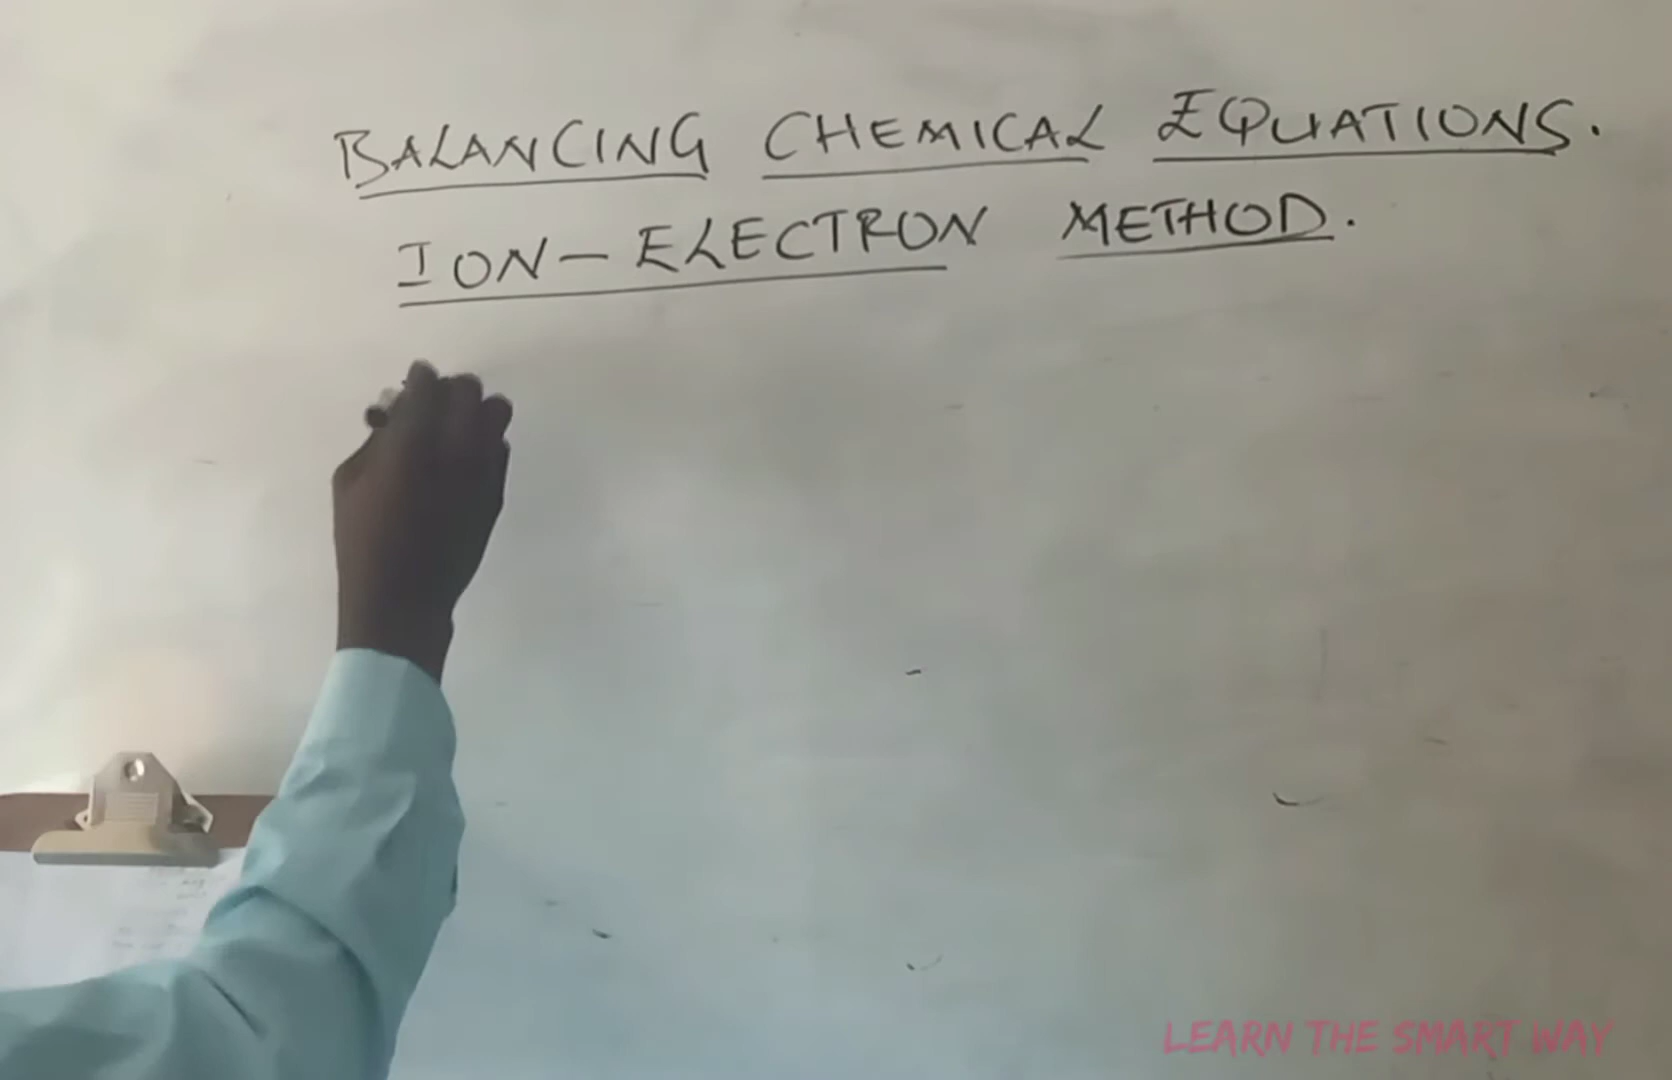 BALANCING CHEMICAL EQUATIONS.
ION-ELECTRON METHOD.
LEARN THE SMART WAY